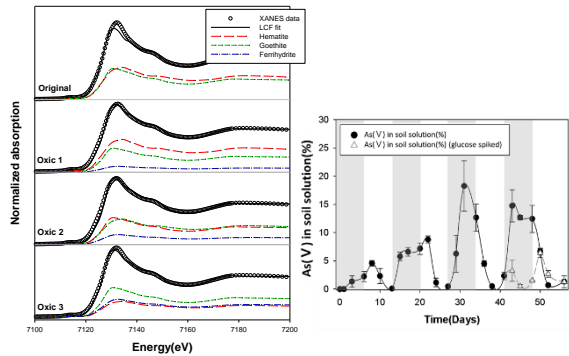 XANES data
LCF fit
Hematite
Goethite
Ferrihydrite
Original
Oxic 1
Oxic 2
Oxic 3
Normalized absorption
7100 7120 7140 7160 7180 7200
Energy(eV)
As(Ⅴ) in soil solution(%)
As(Ⅴ) in soil solution(%) (glucose spiked)
As(Ⅴ) in soil solution(%)
30
25
20
15
10
5
0
0 10 20 30 40 50
Time(Days)